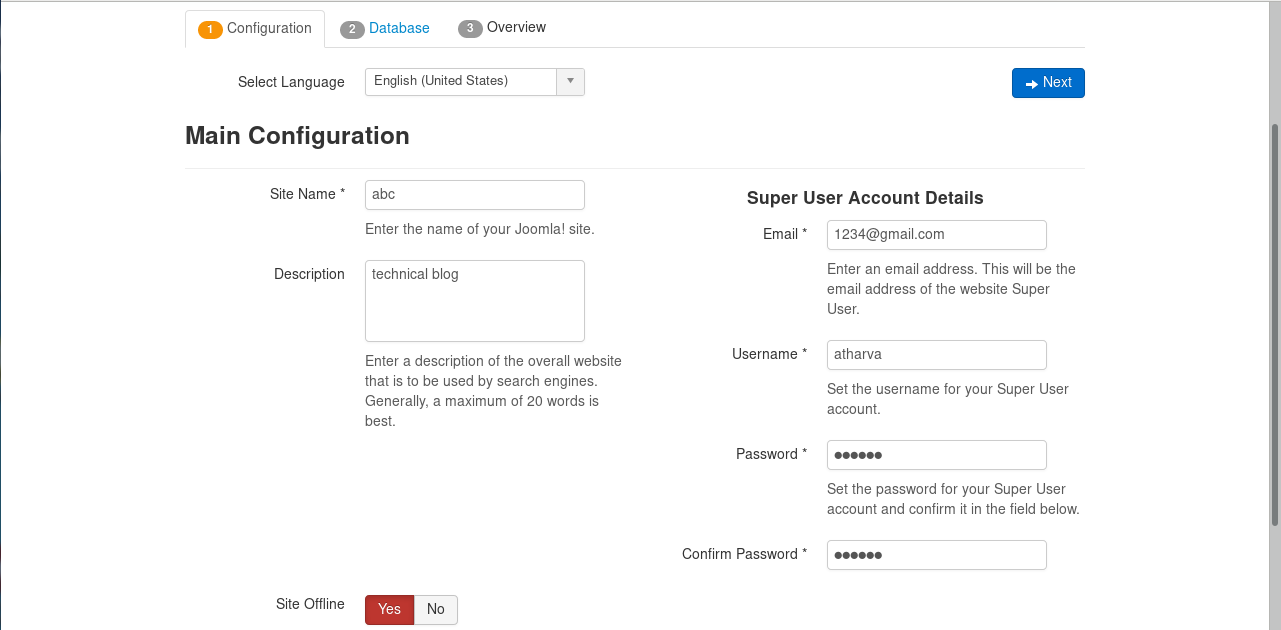 1 Configuration 2 Database 3 Overview
Select Language English (United States) Next
Main Configuration
Site Name * abc
Enter the name of your Joomla! site.
Description technical blog
Enter a description of the overall website
that is to be used by search engines.
Generally, a maximum of 20 words is
best.
Super User Account Details
Email * 1234@gmail.com
Enter an email address. This will be the
email address of the website Super
User.
Username * atharva
Set the username for your Super User
account.
Password * ●●●●●●
Set the password for your Super User
account and confirm it in the field below.
Confirm Password * ●●●●●●
Site Offline Yes No